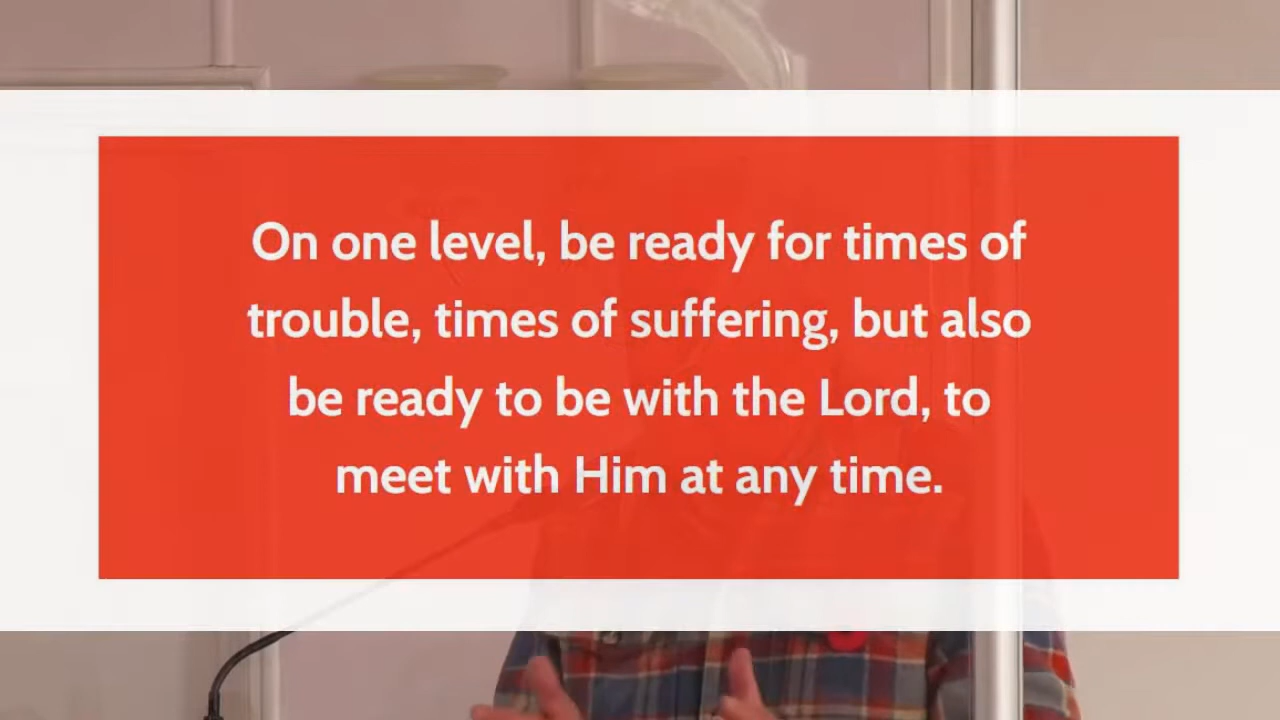 On one level, be ready for times of
trouble, times of suffering, but also
be ready to be with the Lord, to
meet with Him at any time.